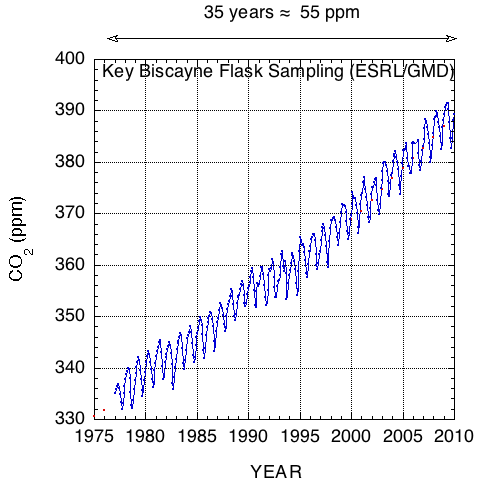 35 years ≈ 55 ppm
Key Biscayne Flask Sampling (ESRL/GMD)
400
390
380
370
360
350
340
330
CO2 (ppm)
1975 1980 1985 1990 1995 2000 2005 2010
YEAR